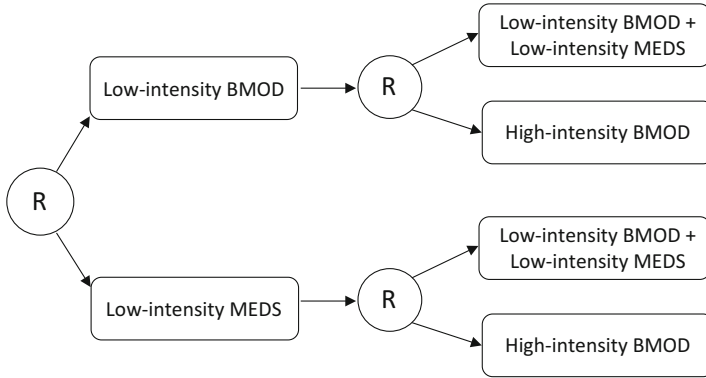 Low-intensity BMOD +
Low-intensity MEDS
Low-intensity BMOD
R
High-intensity BMOD
R
Low-intensity BMOD +
Low-intensity MEDS
Low-intensity MEDS
R
High-intensity BMOD